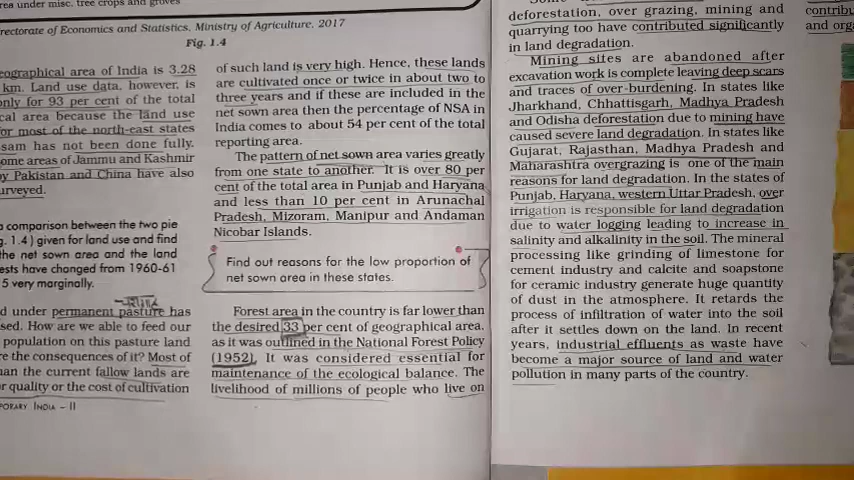 rea under misc. tree crops and groves
rectorate of Economics and Statistics, Ministry of Agriculture, 2017
Fig. 1.4
eographical area of India is 3.28
km. Land use data, however, is
only for 93 per cent of the total
cal area because the land use
for most of the north-east states
sam has not been done fully.
ome areas of Jammu and Kashmir
by Pakistan and China have also
urveyed.
a comparison between the two pie
g. 1.4) given for land use and find
the net sown area and the land
ests have changed from 1960-61
5 very marginally.
d under permanent pasture has
sed. How are we able to feed our
population on this pasture land
re the consequences of it? Most of
han the current fallow lands are
r quality or the cost of cultivation
PORARY INDIA – II
of such land is very high. Hence, these lands
are cultivated once or twice in about two to
three years and if these are included in the
net sown area then the percentage of NSA in
India comes to about 54 per cent of the total
reporting area.
The pattern of net sown area varies greatly
from one state to another. It is over 80 per
cent of the total area in Punjab and Haryana
and less than 10 per cent in Arunachal
Pradesh, Mizoram, Manipur and Andaman
Nicobar Islands.
Find out reasons for the low proportion of
net sown area in these states.
Forest area in the country is far lower than
the desired 33 per cent of geographical area,
as it was outlined in the National Forest Policy
(1952). It was considered essential for
maintenance of the ecological balance. The
livelihood of millions of people who live on
deforestation, over grazing, mining and
quarrying too have contributed significantly
in land degradation.
Mining sites are abandoned after
excavation work is complete leaving deep scars
and traces of over-burdening. In states like
Jharkhand, Chhattisgarh, Madhya Pradesh
and Odisha deforestation due to mining have
caused severe land degradation. In states like
Gujarat, Rajasthan, Madhya Pradesh and
Maharashtra overgrazing is one of the main
reasons for land degradation. In the states of
Punjab, Haryana, western Uttar Pradesh, over
irrigation is responsible for land degradation
due to water logging leading to increase in
salinity and alkalinity in the soil. The mineral
processing like grinding of limestone for
cement industry and calcite and soapstone
for ceramic industry generate huge quantity
of dust in the atmosphere. It retards the
process of infiltration of water into the soil
after it settles down on the land. In recent
years, industrial effluents as waste have
become a major source of land and water
pollution in many parts of the country.
contribu
and orga